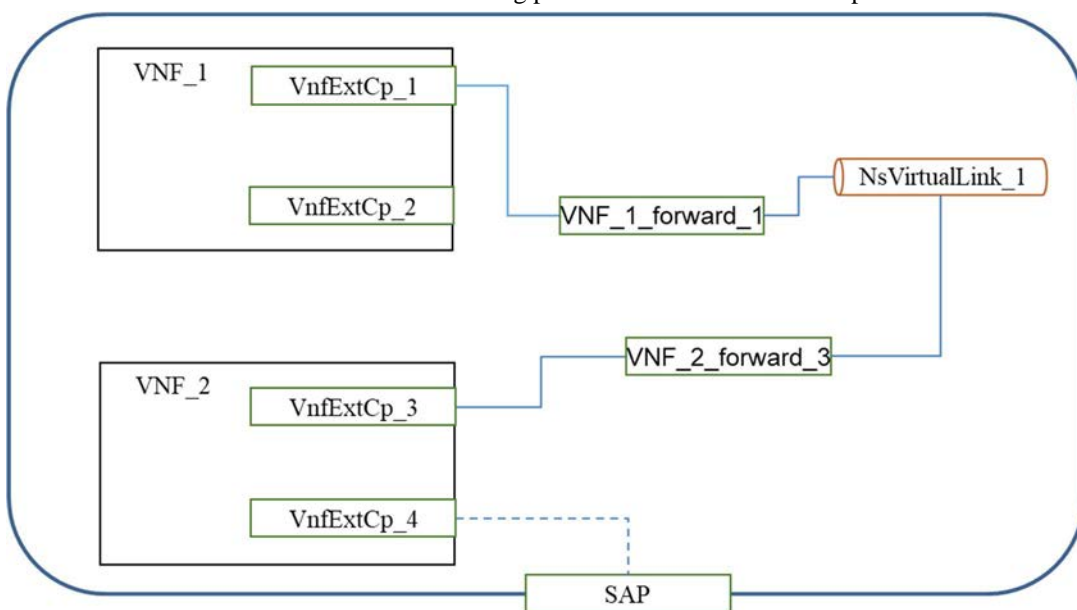 VNF_1
VnfExtCp_1
VnfExtCp_2
NsVirtualLink_1
VNF_1_forward_1
VNF_2_forward_3
VNF_2
VnfExtCp_3
VnfExtCp_4
SAP